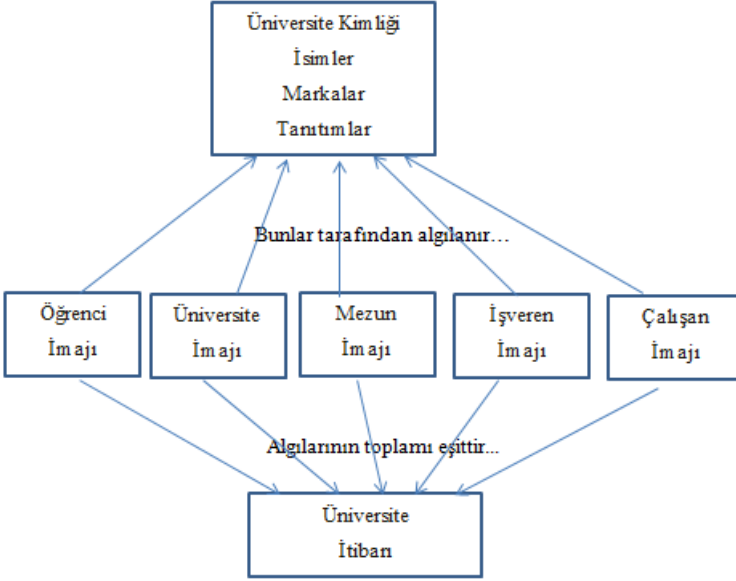 Üniversite Kimliği
İsimler
Markalar
Tanıtımlar
Bunlar tarafından algılanır…
Öğrenci
İmajı
Üniversite
İmajı
Mezun
İmajı
İşveren
İmajı
Çalışan
İmajı
Algılarının toplamı eşittir...
Üniversite
İtibarı